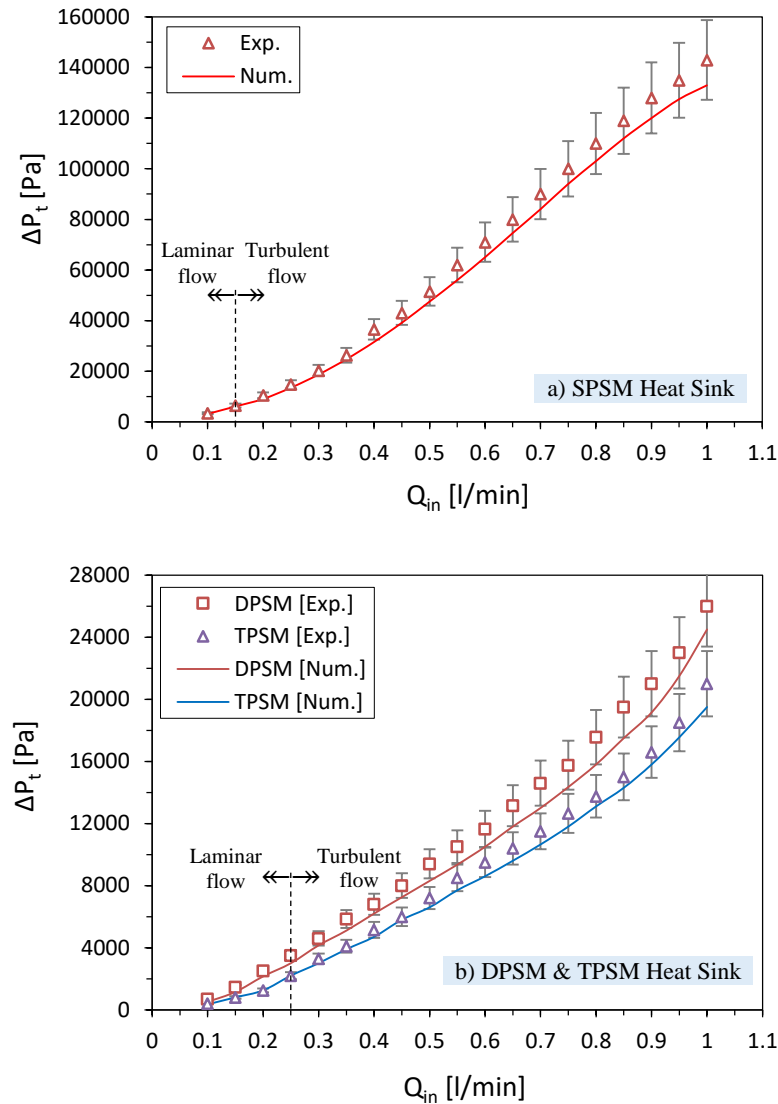 160000
140000
120000
100000
80000
60000
40000
20000
0
ΔPt [Pa]
Exp.
Num.
Laminar flow
Turbulent flow
a) SPSM Heat Sink
0 0.1 0.2 0.3 0.4 0.5 0.6 0.7 0.8 0.9 1 1.1
Qin [l/min]
28000
24000
20000
16000
12000
8000
4000
0
ΔPt [Pa]
DPSM [Exp.]
TPSM [Exp.]
DPSM [Num.]
TPSM [Num.]
Laminar flow
Turbulent flow
b) DPSM & TPSM Heat Sink
0 0.1 0.2 0.3 0.4 0.5 0.6 0.7 0.8 0.9 1 1.1
Qin [l/min]